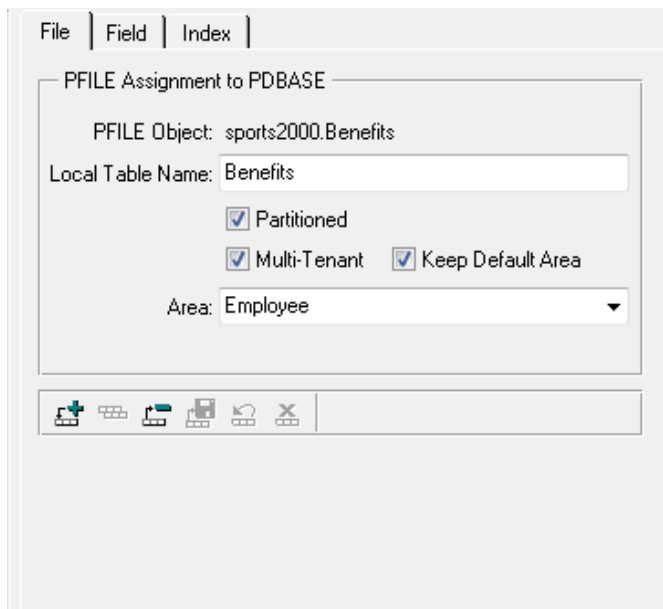 File Field Index
PFILE Assignment to PDBASE
PFILE Object: sports2000.Benefits
Local Table Name: Benefits
Partitioned
Multi-Tenant Keep Default Area
Area: Employee